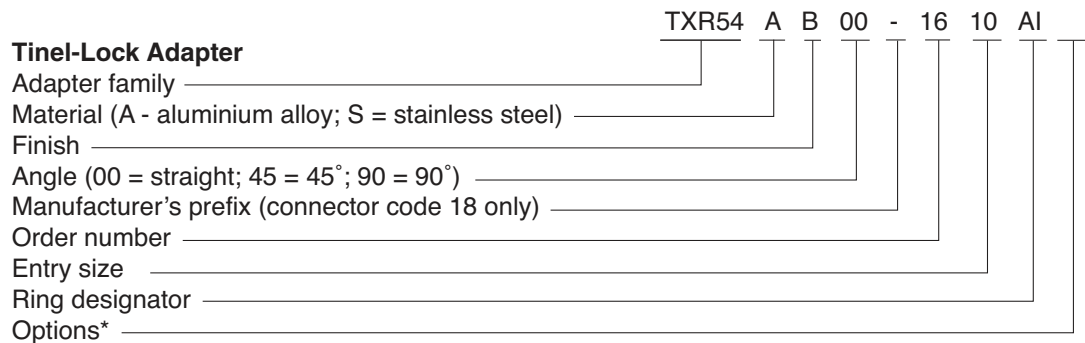 TXR54 A B 00 - 16 10 AI
Tinel-Lock Adapter
Adapter family
Material (A - aluminium alloy; S = stainless steel)
Finish
Angle (00 = straight; 45 = 45˚; 90 = 90˚)
Manufacturer's prefix (connector code 18 only)
Order number
Entry size
Ring designator
Options*